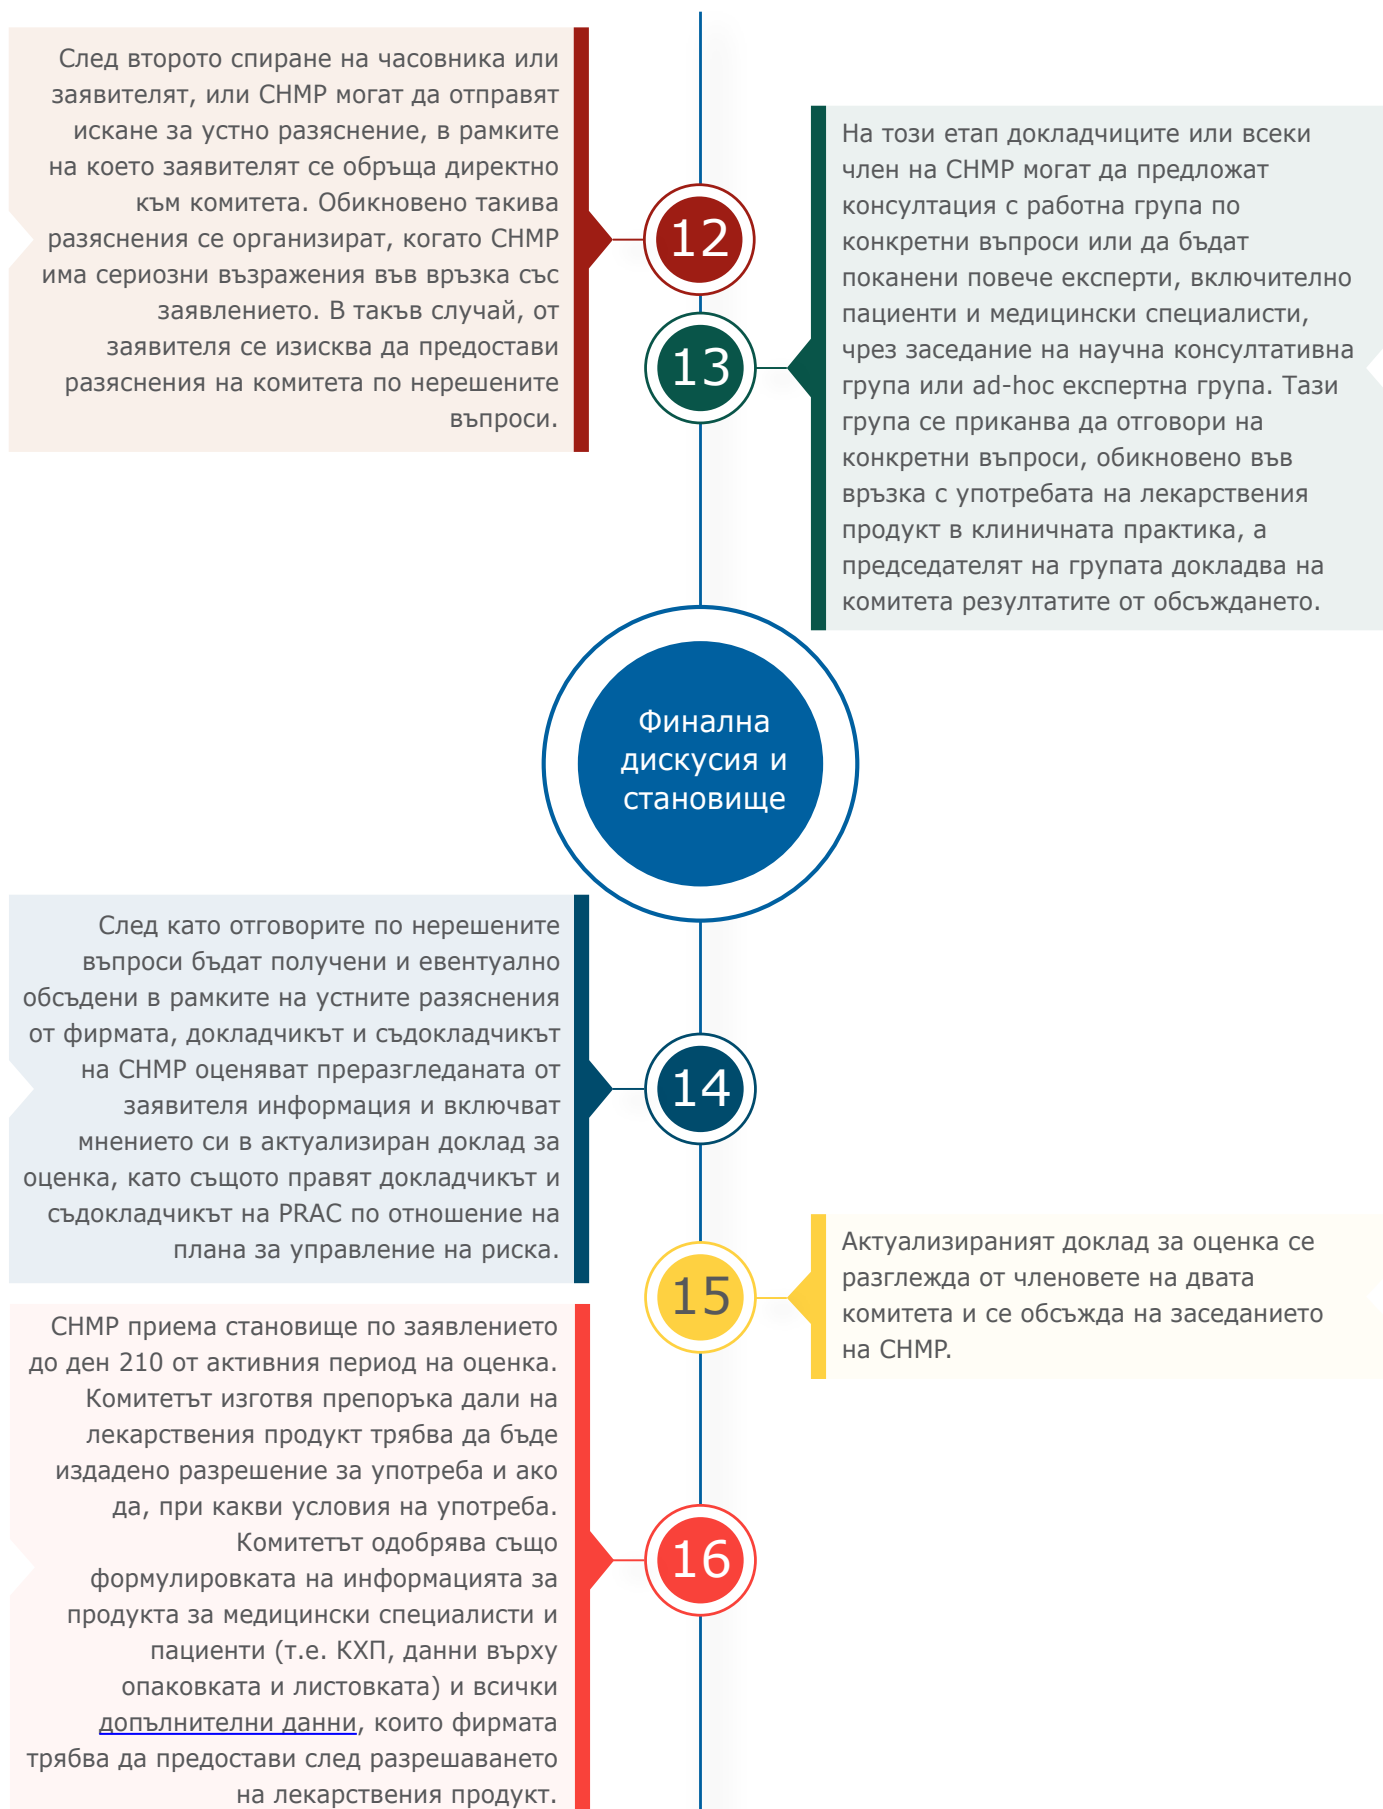 След второто спиране на часовника или
заявителят, или CHMP могат да отправят
искане за устно разяснение, в рамките
на което заявителят се обръща директно
към комитета. Обикновено такива
разяснения се организират, когато CHMP
има сериозни възражения във връзка със
заявлението. В такъв случай, от
заявителя се изисква да предостави
разяснения на комитета по нерешените
въпроси.
12
13
На този етап докладчиците или всеки
член на CHMP могат да предложат
консултация с работна група по
конкретни въпроси или да бъдат
поканени повече експерти, включително
пациенти и медицински специалисти,
чрез заседание на научна консултативна
група или ad-hoc експертна група. Тази
група се приканва да отговори на
конкретни въпроси, обикновено във
връзка с употребата на лекарствения
продукт в клиничната практика, а
председателят на групата докладва на
комитета резултатите от обсъждането.
Финална
дискусия и
становище
След като отговорите по нерешените
въпроси бъдат получени и евентуално
обсъдени в рамките на устните разяснения
от фирмата, докладчикът и съдокладчикът
на CHMP оценяват преразгледаната от
заявителя информация и включват
мнението си в актуализиран доклад за
оценка, като същото правят докладчикът и
съдокладчикът на PRAC по отношение на
плана за управление на риска.
14
15
Актуализираният доклад за оценка се
разглежда от членовете на двата
комитета и се обсъжда на заседанието
на CHMP.
CHMP приема становище по заявлението
до ден 210 от активния период на оценка.
Комитетът изготвя препоръка дали на
лекарствения продукт трябва да бъде
издадено разрешение за употреба и ако
да, при какви условия на употреба.
Комитетът одобрява също
формулировката на информацията за
продукта за медицински специалисти и
пациенти (т.е. КХП, данни върху
опаковката и листовката) и всички
допълнителни данни, които фирмата
трябва да предостави след разрешаването
на лекарствения продукт.
16